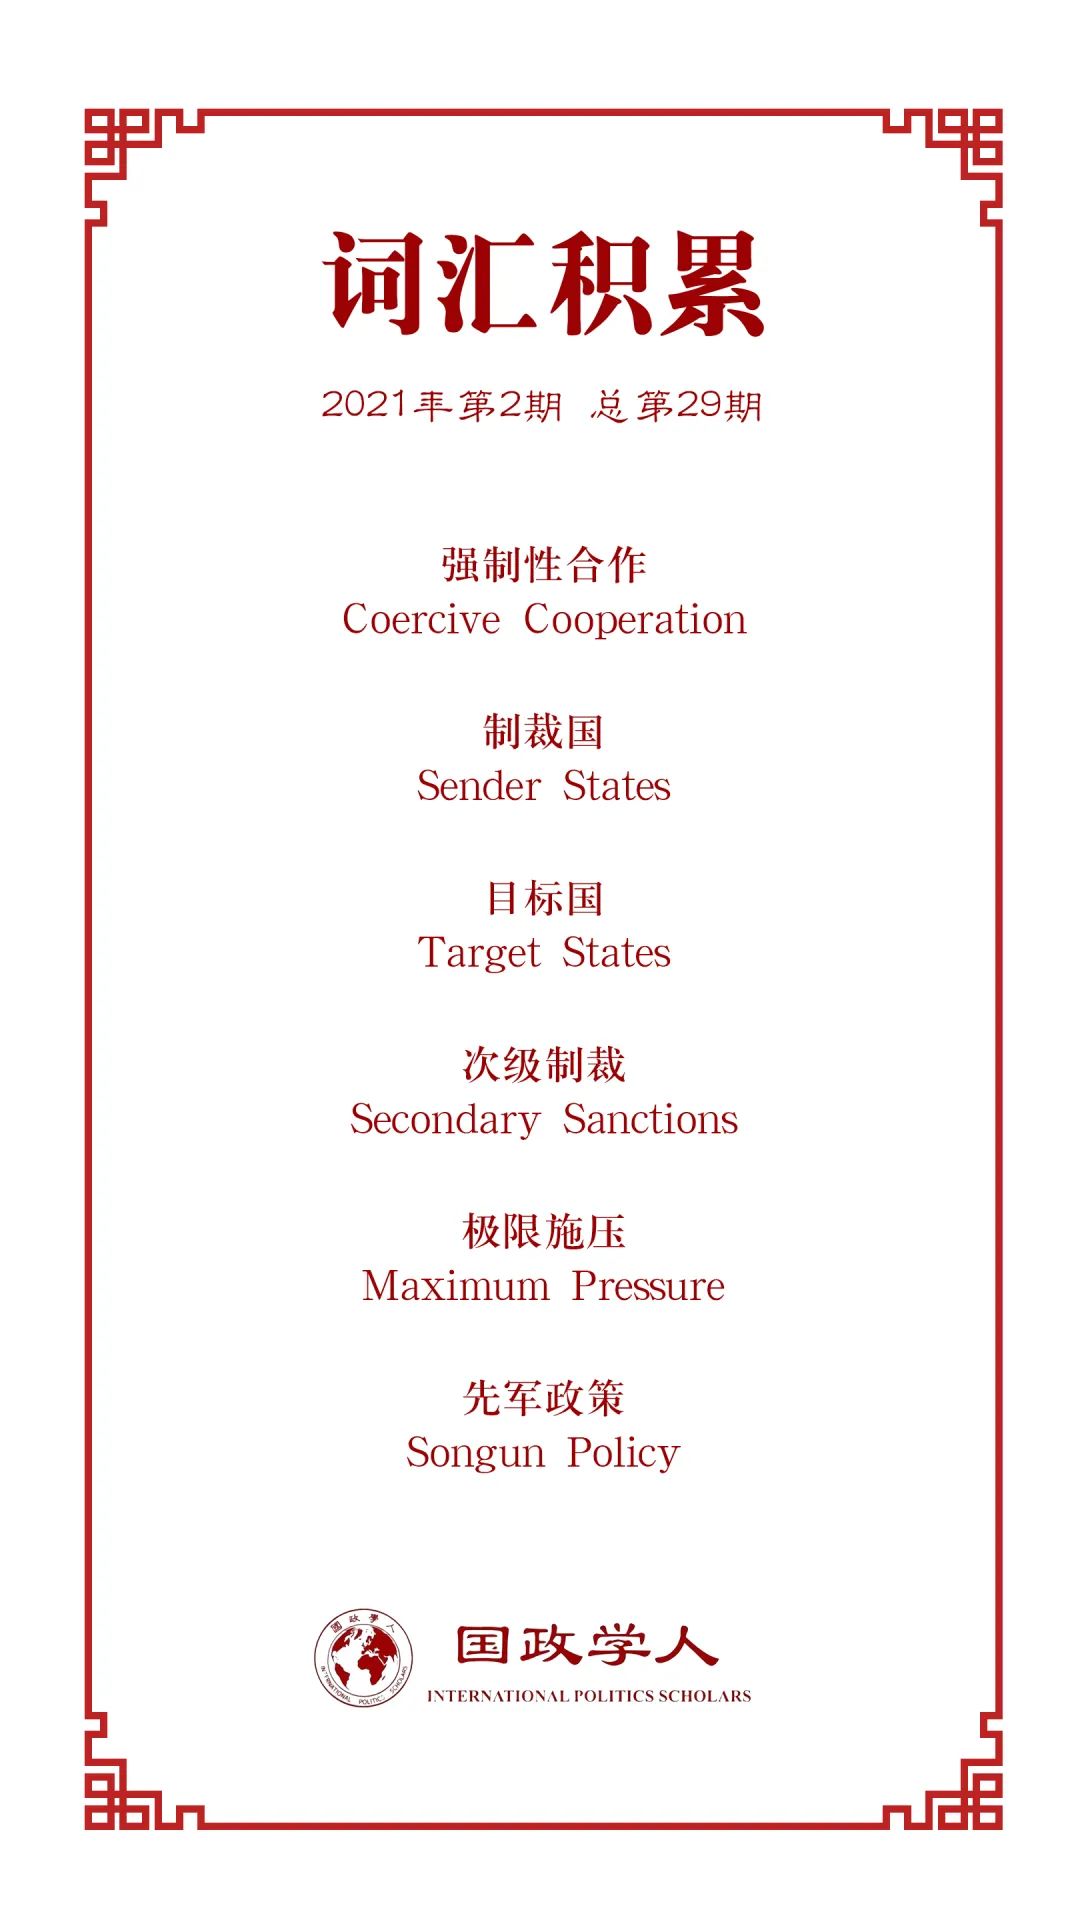 词汇积累
2021年第2期 总第29期
强制性合作
Coercive Cooperation
制裁国
Sender States
目标国
Target States
次级制裁
Secondary Sanctions
极限施压
Maximum Pressure
先军政策
Songun Policy
國政學人
INTERNATIONAL POLITICS SCHOLARS
国政学人
INTERNATIONAL POLITICS SCHOLARS